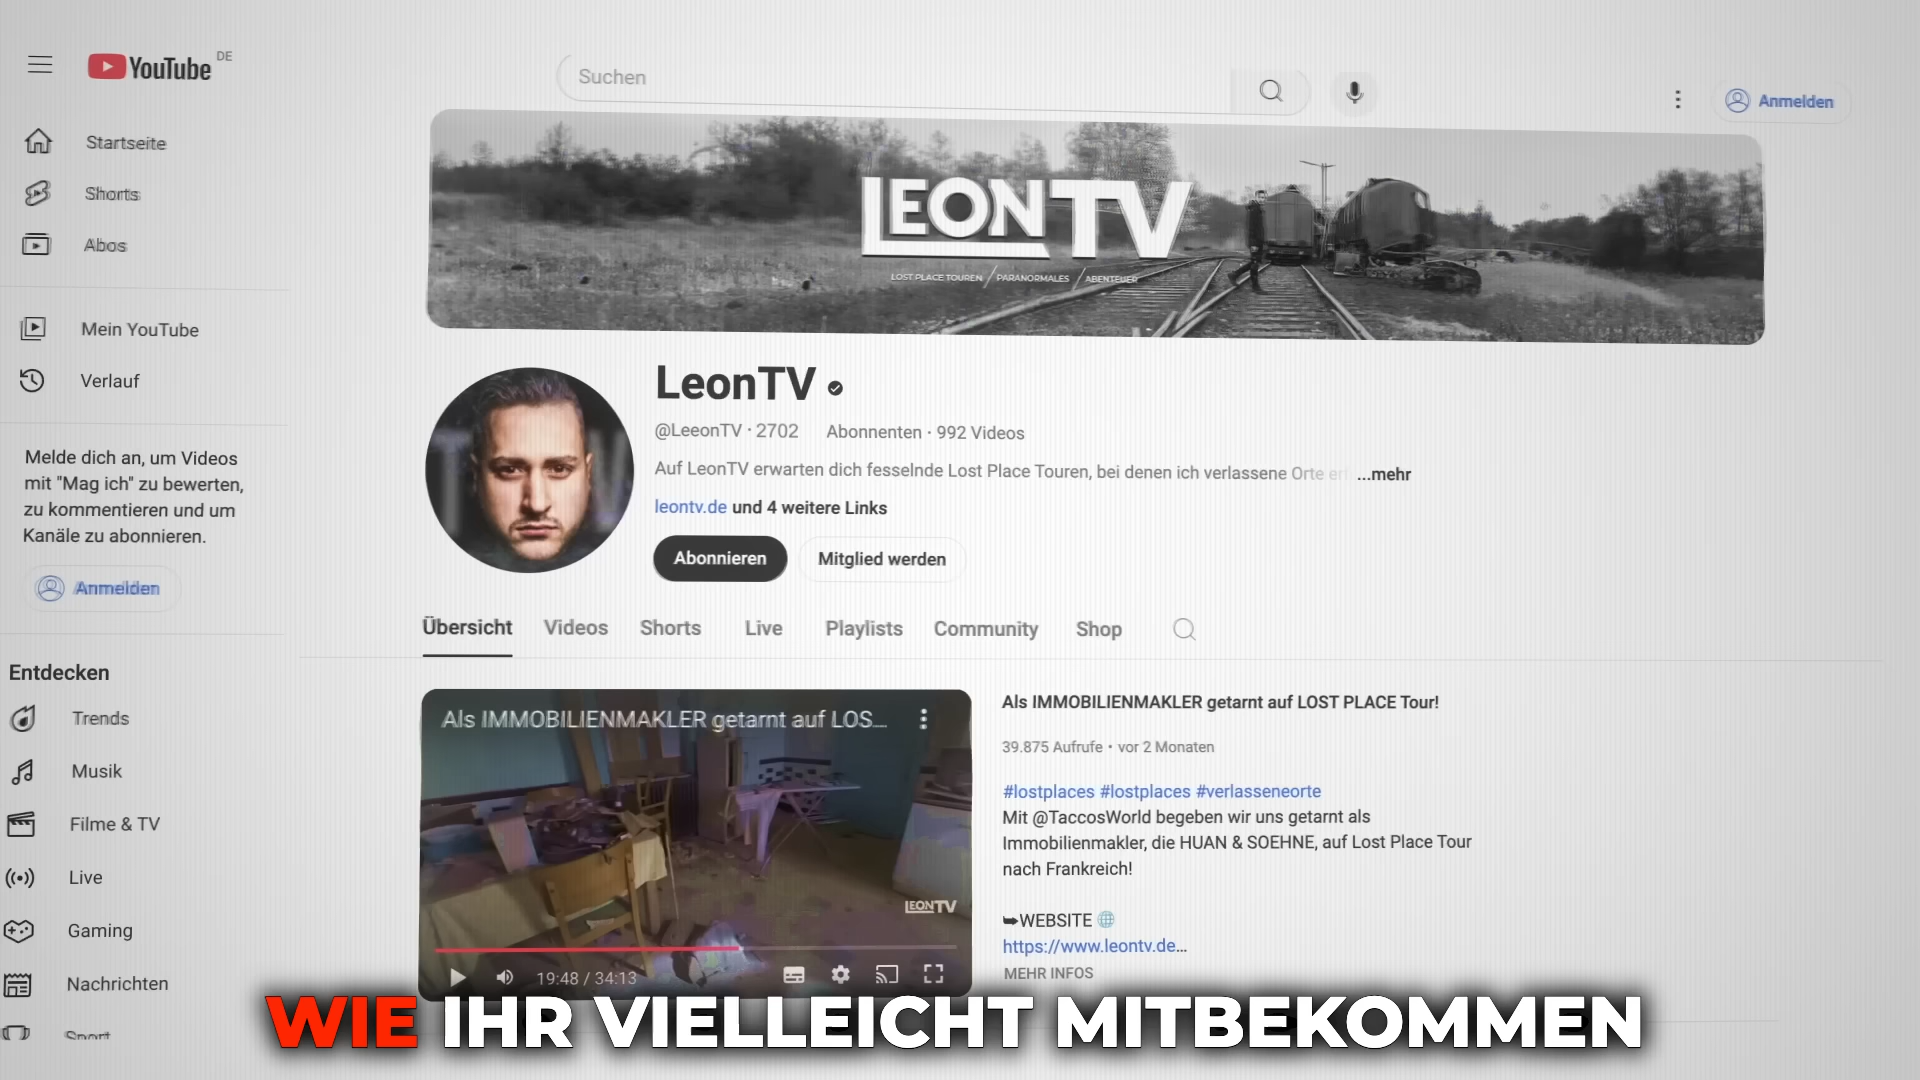 YouTube DE
Suchen
Anmelden
Startseite
Shorts
Abos
Mein YouTube
Verlauf
Melde dich an, um Videos
mit "Mag ich" zu bewerten,
zu kommentieren und um
Kanäle zu abonnieren.
Anmelden
Entdecken
Trends
Musik
Filme & TV
Live
Gaming
Nachrichten
Sport
LEONTV
LOST PLACE TOUREN / PARANORMALES / ABENTEUER
LeonTV
@LeeonTV · 2702 Abonnenten · 992 Videos
Auf LeonTV erwarten dich fesselnde Lost Place Touren, bei denen ich verlassene Orte ...mehr
leontv.de und 4 weitere Links
Abonnieren
Mitglied werden
Übersicht Videos Shorts Live Playlists Community Shop
Als IMMOBILIENMAKLER getarnt auf LOS...
LEONTV
19:48 / 34:13
Als IMMOBILIENMAKLER getarnt auf LOST PLACE Tour!
39.875 Aufrufe • vor 2 Monaten
#lostplaces #lostplaces #verlasseneorte
Mit @TaccosWorld begeben wir uns getarnt als
Immobilienmakler, die HUAN & SOEHNE, auf Lost Place Tour
nach Frankreich!
➥WEBSITE 🌐
https://www.leontv.de...
MEHR INFOS
WIE IHR VIELLEICHT MITBEKOMMEN